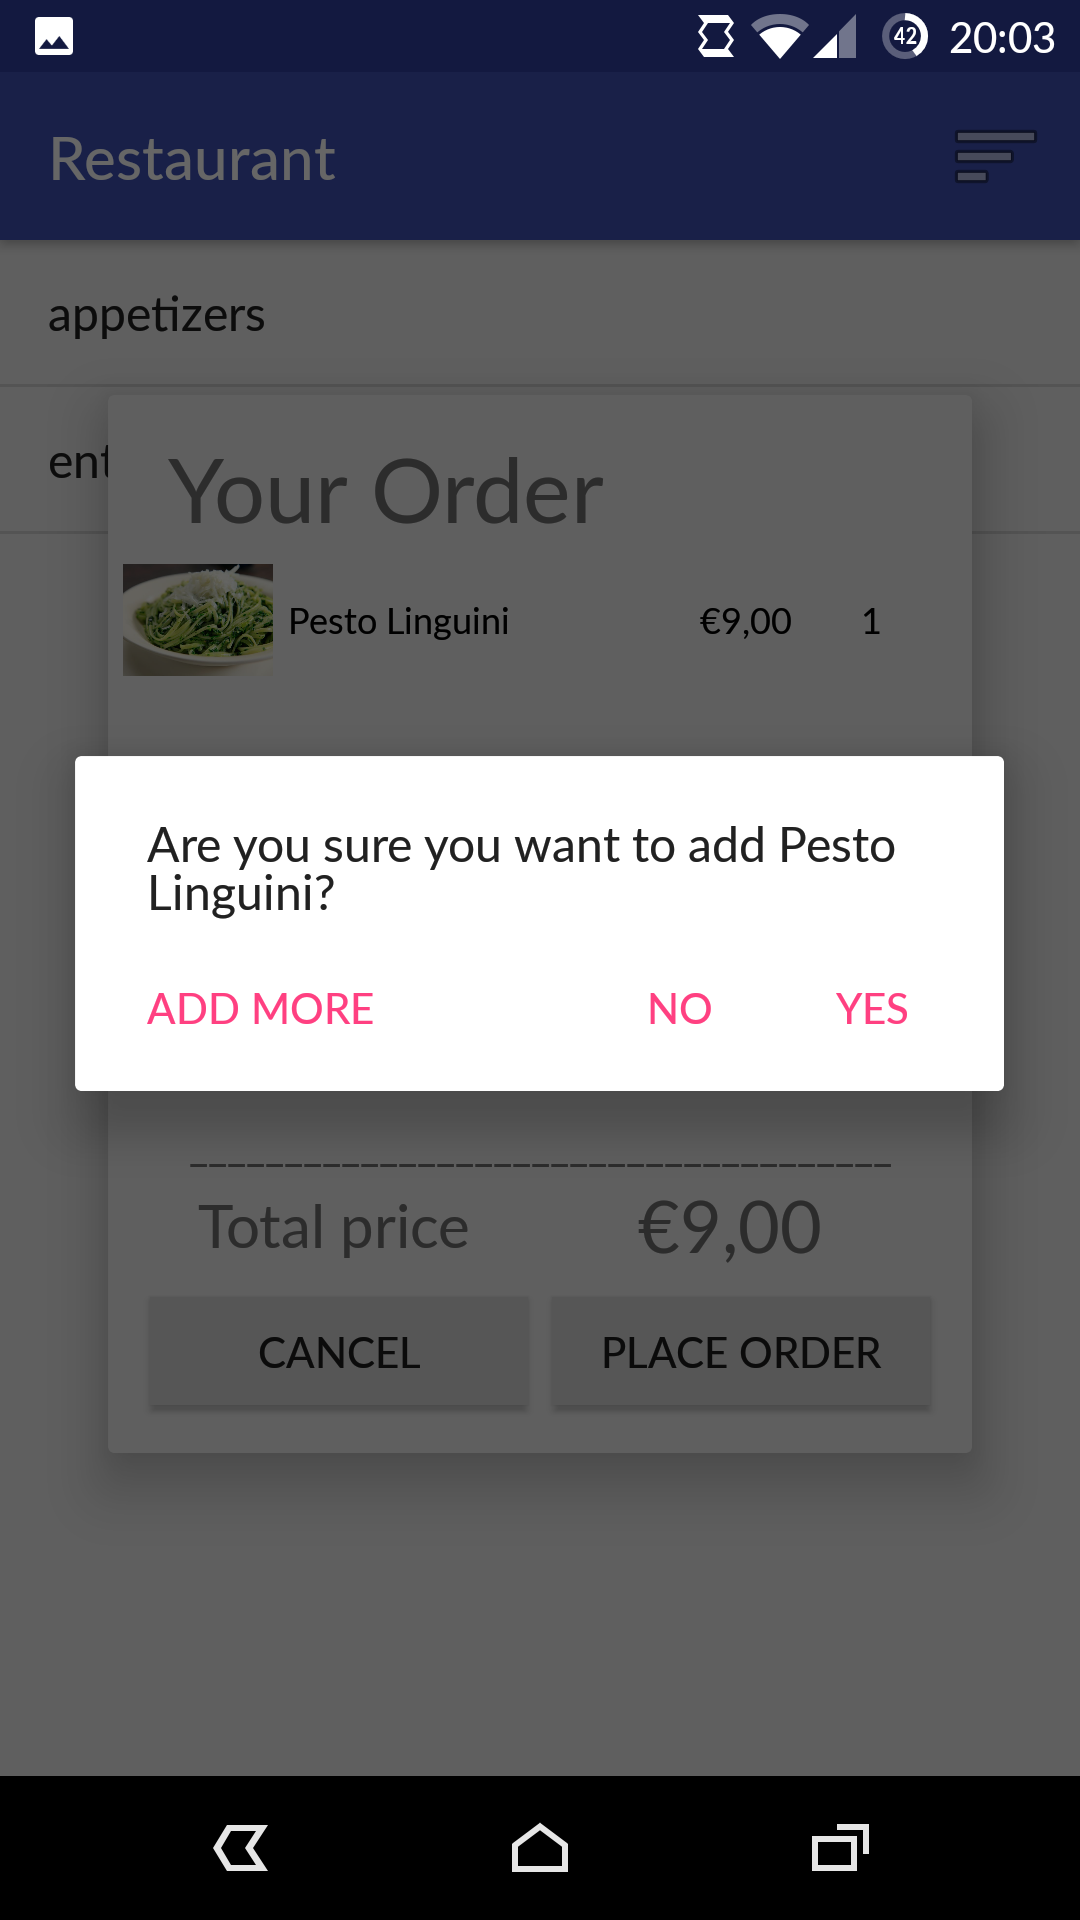 42 20:03
Restaurant
appetizers
ent
Your Order
Pesto Linguini €9,00 1
Are you sure you want to add Pesto
Linguini?
ADD MORE NO YES
Total price €9,00
CANCEL PLACE ORDER